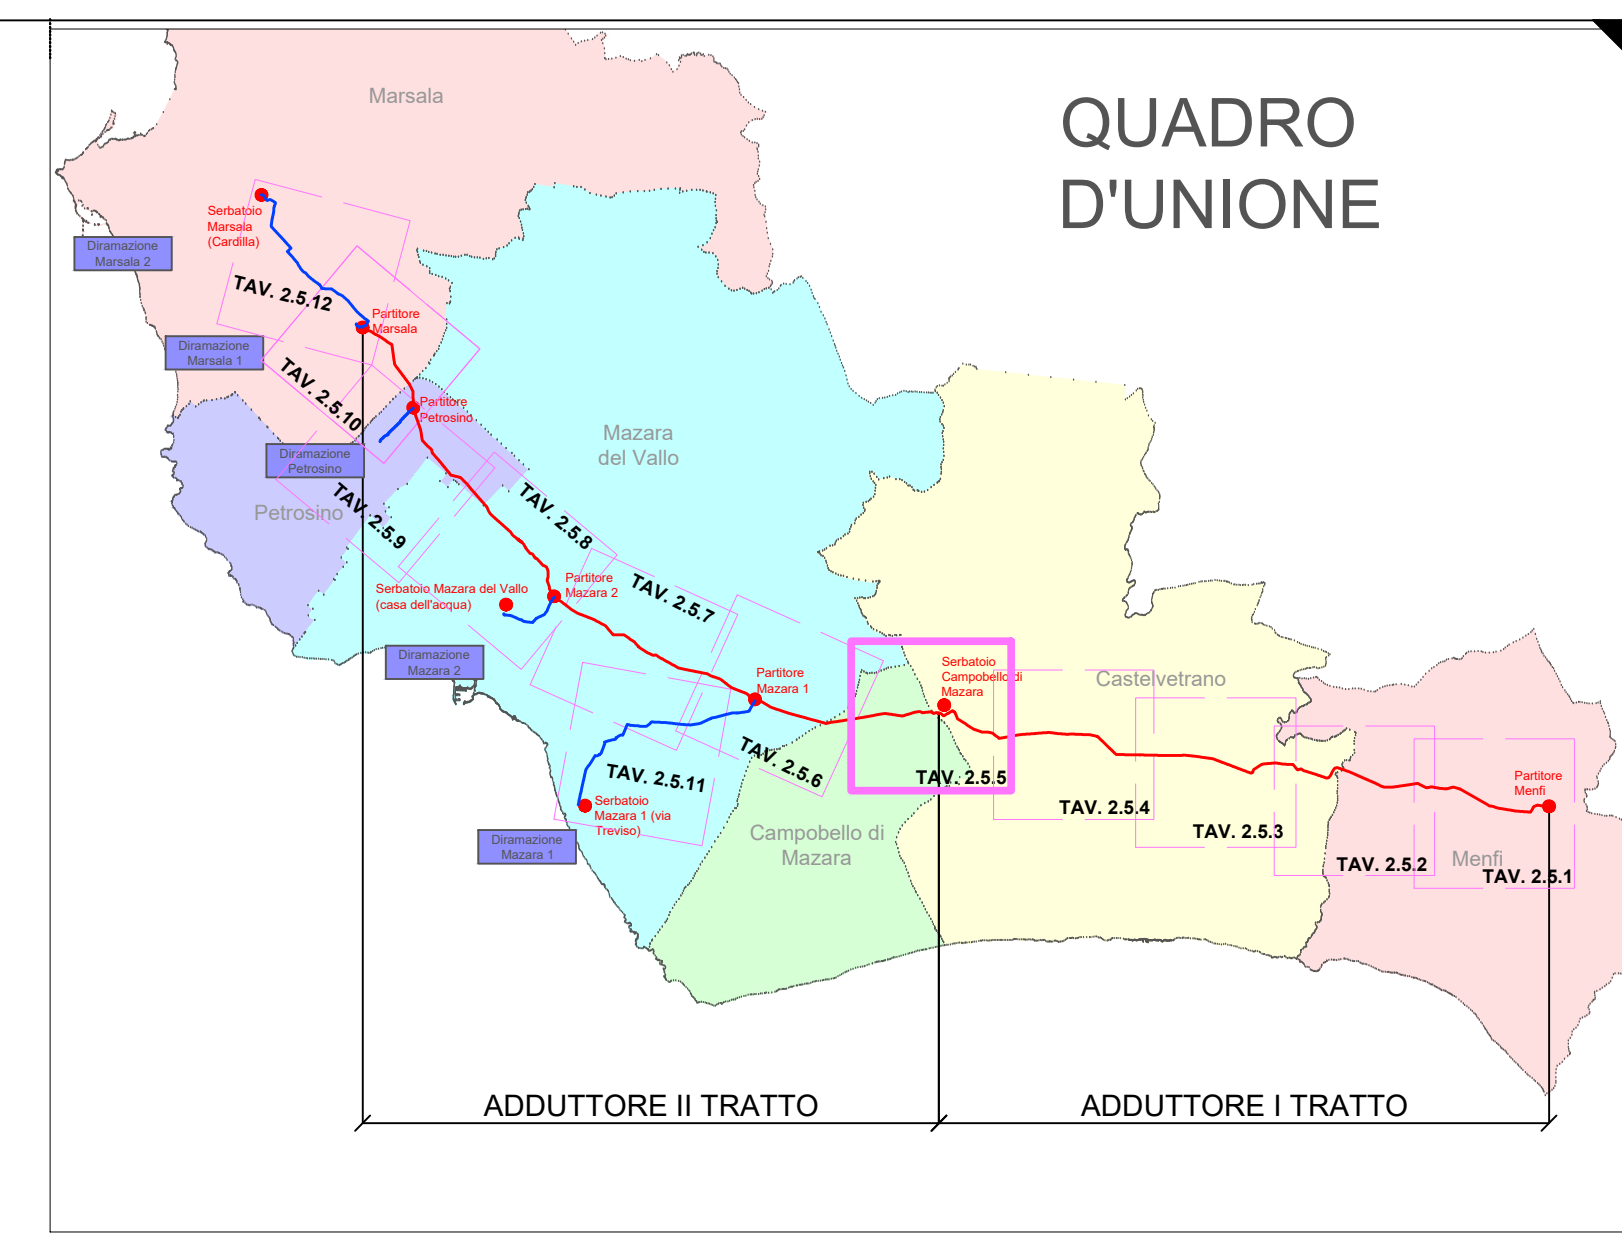 QUADRO
D'UNIONE
Marsala
Serbatoio
Marsala
(Cardilla)
Diramazione
Marsala 2
TAV. 2.5.12
Partitore
Marsala
Diramazione
Marsala 1
TAV. 2.5.10
Partitore
Petrosino
Diramazione
Petrosino
Mazara
del Vallo
Petrosino
TAV. 2.5.9
TAV. 2.5.8
Serbatoio Mazara del Vallo
(casa dell'acqua)
Partitore
Mazara 2
TAV. 2.5.7
Diramazione
Mazara 2
Partitore
Mazara 1
Serbatoio
Campobello di
Mazara
Castelvetrano
TAV. 2.5.6
TAV. 2.5.11
TAV. 2.5.5
Serbatoio
Mazara 1 (via
Treviso)
Diramazione
Mazara 1
Campobello di
Mazara
TAV. 2.5.4
TAV. 2.5.3
TAV. 2.5.2
Partitore
Menfi
Menfi
TAV. 2.5.1
ADDUTTORE II TRATTO
ADDUTTORE I TRATTO